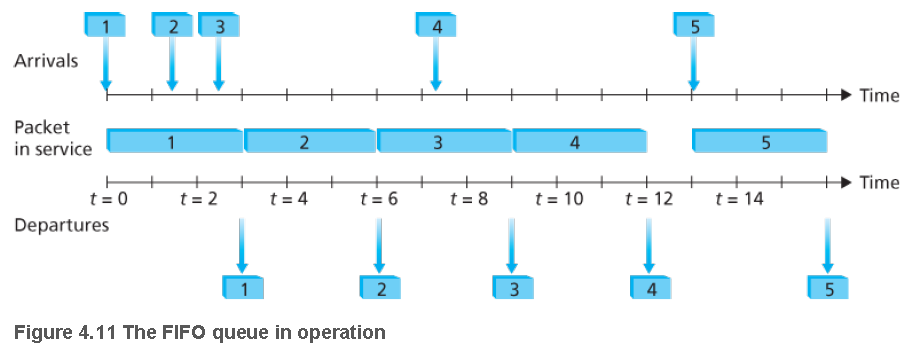 1 2 3 4 5
Arrivals
Time
Packet
in service
1 2 3 4 5
Time
t = 0 t = 2 t = 4 t = 6 t = 8 t = 10 t = 12 t = 14
Departures
1 2 3 4 5
Figure 4.11 The FIFO queue in operation